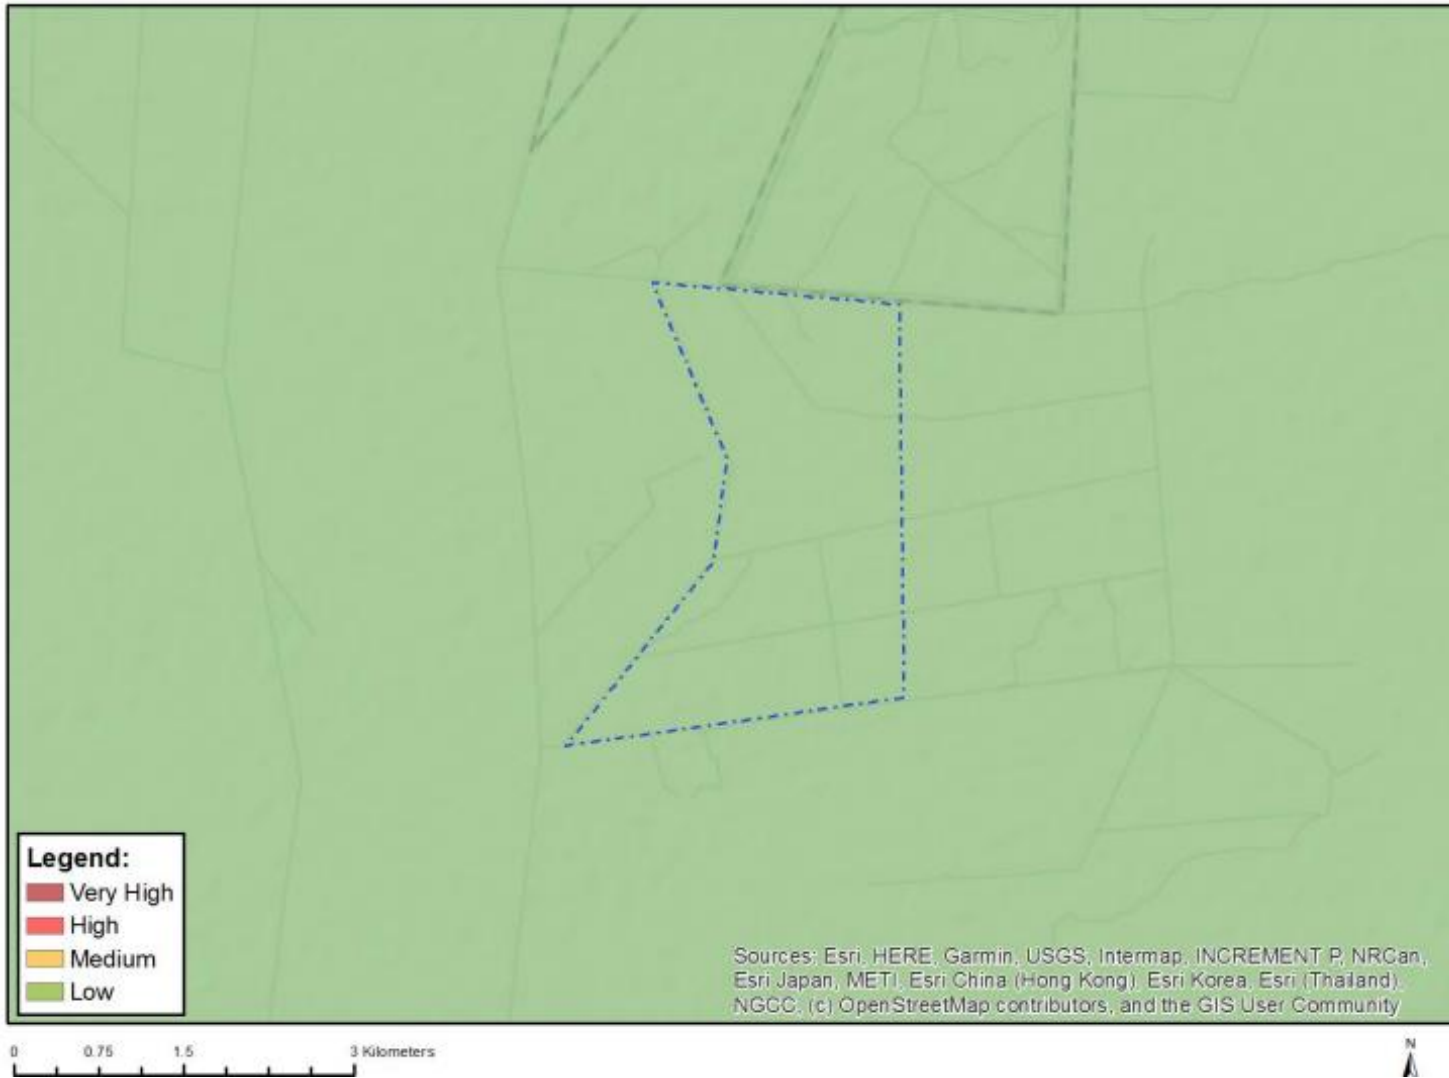 Legend:
Very High
High
Medium
Low
Sources: Esri, HERE, Garmin, USGS, Intermap, INCREMENT P, NRCan,
Esri Japan, METI, Esri China (Hong Kong), Esri Korea, Esri (Thailand),
NGCC, (c) OpenStreetMap contributors, and the GIS User Community
0 0.75 1.5 3 Kilometers
N